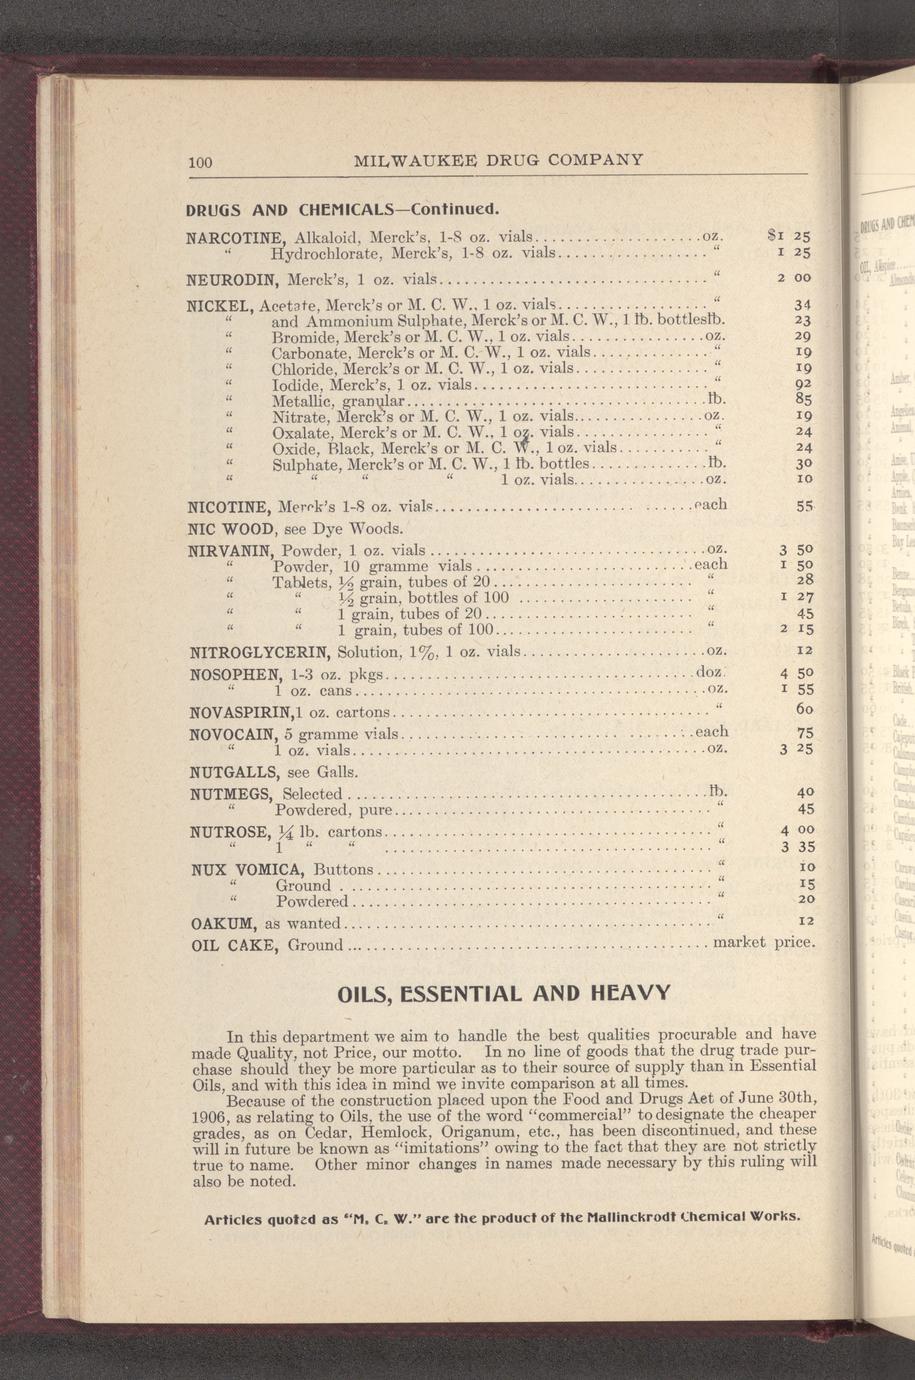 100 MILWAUKEE DRUG COMPANY
DRUGS AND CHEMICALS—Continued.
NARCOTINE, Alkaloid, Merck's, 1-8 oz. vials....................oz. $1 25
“ Hydrochlorate, Merck's, 1-8 oz. vials.................. “ 1 25
NEURODIN, Merck's, 1 oz. vials................................ “ 2 00
NICKEL, Acetate, Merck's or M. C. W., 1 oz. vials.................. “ 34
“ and Ammonium Sulphate, Merck's or M. C. W., 1 ℔. bottles℔. 23
“ Bromide, Merck's or M. C. W., 1 oz. vials................oz. 29
“ Carbonate, Merck's or M. C. W., 1 oz. vials.............. “ 19
“ Chloride, Merck's or M. C. W., 1 oz. vials................ “ 19
“ Iodide, Merck's, 1 oz. vials............................ “ 92
“ Metallic, granular....................................℔. 85
“ Nitrate, Merck's or M. C. W., 1 oz. vials................oz. 19
“ Oxalate, Merck's or M. C. W., 1 oz. vials................ “ 24
“ Oxide, Black, Merck's or M. C. W., 1 oz. vials........... “ 24
“ Sulphate, Merck's or M. C. W., 1 ℔. bottles..............℔. 30
“ “ “ “ 1 oz. vials................oz. 10
NICOTINE, Merck's 1-8 oz. vials...............................each 55
NIC WOOD, see Dye Woods.
NIRVANIN, Powder, 1 oz. vials .................................oz. 3 50
“ Powder, 10 gramme vials ..........................each 1 50
“ Tablets, ½ grain, tubes of 20........................ “ 28
“ “ ½ grain, bottles of 100 ..................... “ 1 27
“ “ 1 grain, tubes of 20......................... “ 45
“ “ 1 grain, tubes of 100........................ “ 2 15
NITROGLYCERIN, Solution, 1%, 1 oz. vials......................oz. 12
NOSOPHEN, 1-3 oz. pkgs.....................................doz. 4 50
“ 1 oz. cans..........................................oz. 1 55
NOVASPIRIN,1 oz. cartons...................................... “ 60
NOVOCAIN, 5 gramme vials...................................each 75
“ 1 oz. vials..........................................oz. 3 25
NUTGALLS, see Galls.
NUTMEGS, Selected ...........................................℔. 40
“ Powdered, pure...................................... “ 45
NUTROSE, ¼ lb. cartons....................................... “ 4 00
“ 1 “ “ ....................................... “ 3 35
NUX VOMICA, Buttons........................................ “ 10
“ Ground . ........................................... “ 15
“ Powdered........................................... “ 20
OAKUM, as wanted............................................ “ 12
OIL CAKE, Ground ............................................ market price.
OILS, ESSENTIAL AND HEAVY
In this department we aim to handle the best qualities procurable and have
made Quality, not Price, our motto. In no line of goods that the drug trade pur-
chase should they be more particular as to their source of supply than in Essential
Oils, and with this idea in mind we invite comparison at all times.
Because of the construction placed upon the Food and Drugs Act of June 30th,
1906, as relating to Oils, the use of the word “commercial” to designate the cheaper
grades, as on Cedar, Hemlock, Origanum, etc., has been discontinued, and these
will in future be known as “imitations” owing to the fact that they are not strictly
true to name. Other minor changes in names made necessary by this ruling will
also be noted.
Articles quoted as “M. C. W.” are the product of the Mallinckrodt Chemical Works.